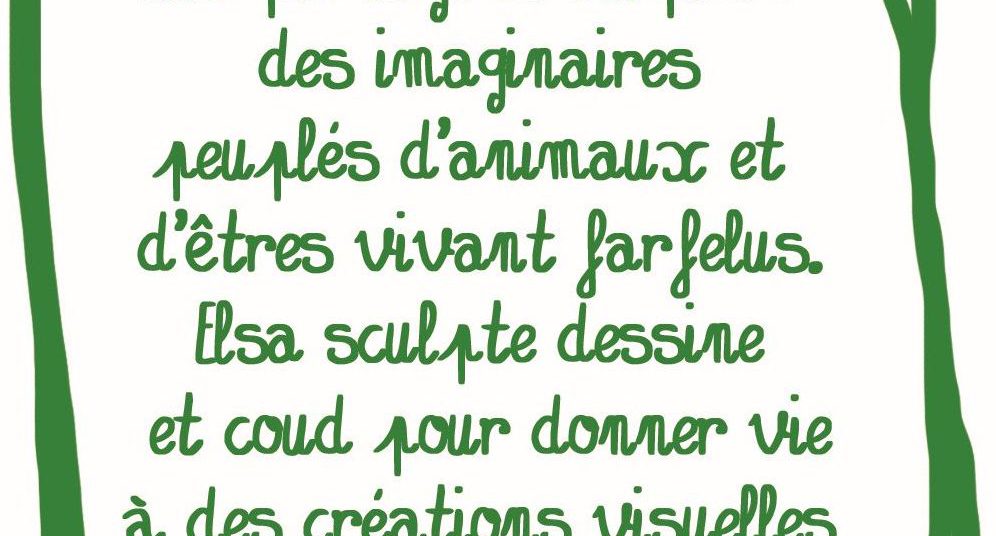 des imaginaires
peuplés d'animaux et
d'êtres vivant farfelus.
Elsa sculpte dessine
et coud pour donner vie
à des créations visuelles